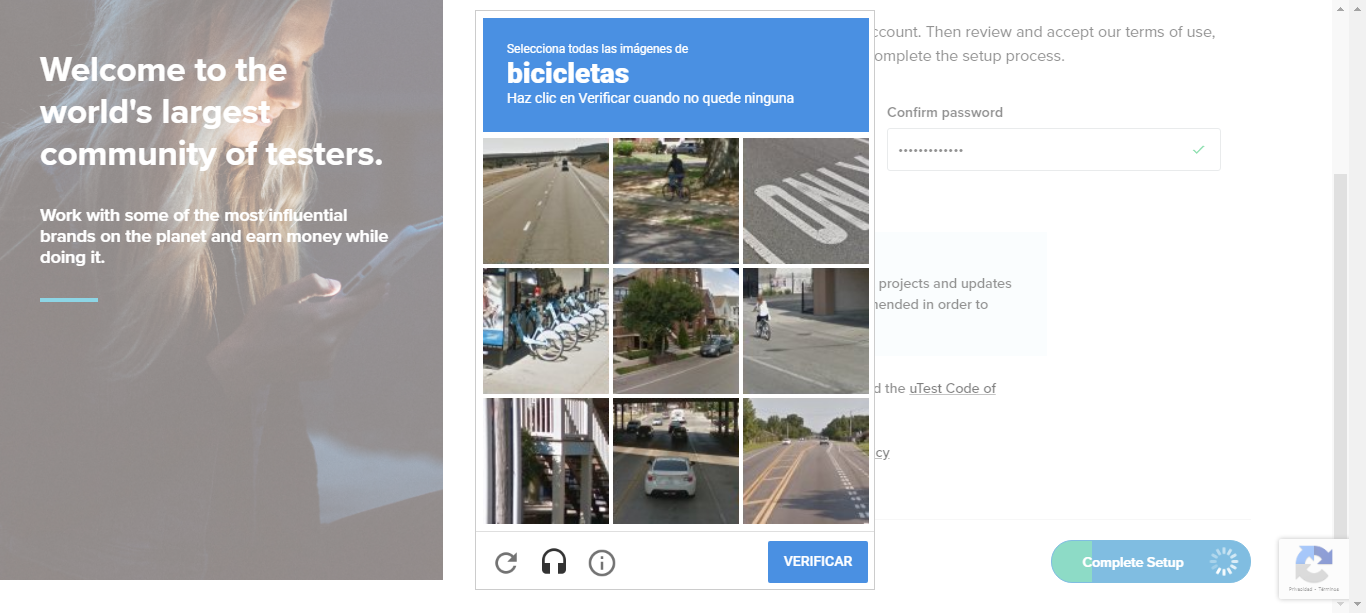 Welcome to the
world's largest
community of testers.
Work with some of the most influential
brands on the planet and earn money while
doing it.
Selecciona todas las imágenes de
bicicletas
Haz clic en Verificar cuando no quede ninguna
ONLY
VERIFICAR
ccount. Then review and accept our terms of use,
omplete the setup process.
Confirm password
•••••••••••••
projects and updates
mended in order to
d the uTest Code of
cy
Complete Setup
Privacidad - Términos